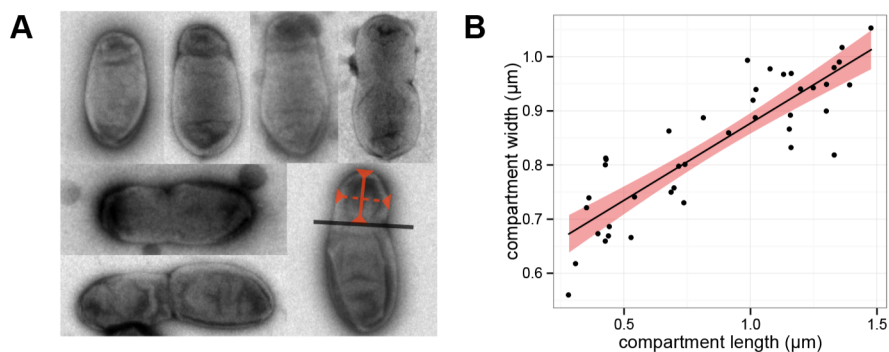 A
B
1.0
0.9
0.8
0.7
0.6
compartment width (μm)
0.5
1.0
1.5
compartment length (μm)